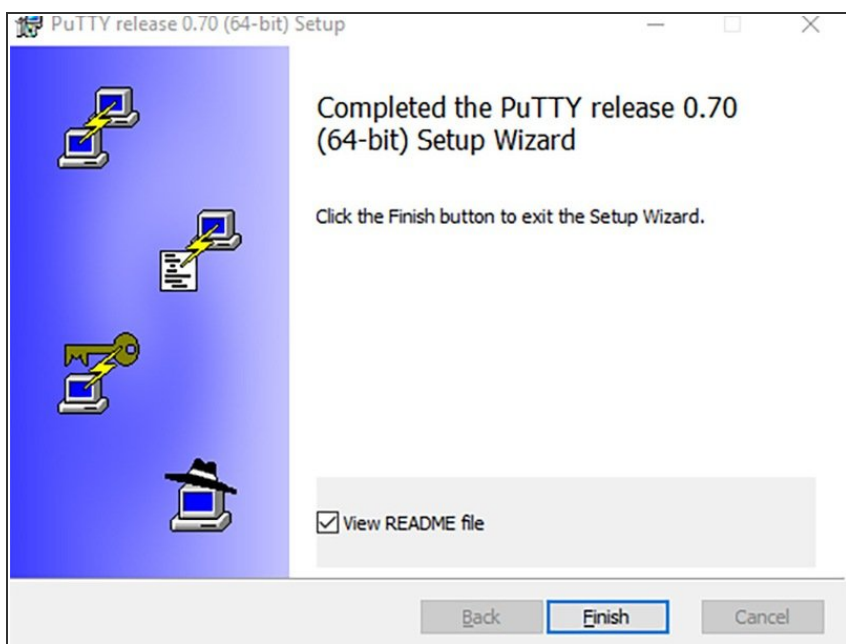 PuTTY release 0.70 (64-bit) Setup
Completed the PuTTY release 0.70
(64-bit) Setup Wizard
Click the Finish button to exit the Setup Wizard.
View README file
Back Finish Cancel